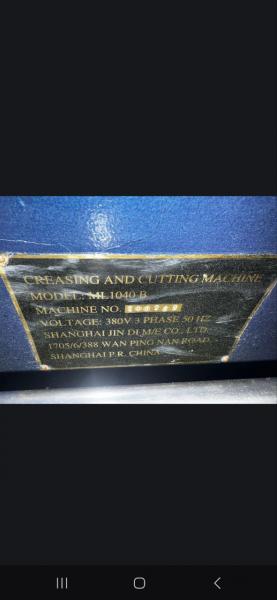 CREASING AND CUTTING MACHINE
MODEL: ML1040-B
MACHINE NO.
VOLTAGE: 380V 3 PHASE 50 HZ
SHANGHAI JIN DI M/E CO., LTD.
1705/6/388 WAN PING NAN ROAD
SHANGHAI P.R. CHINA